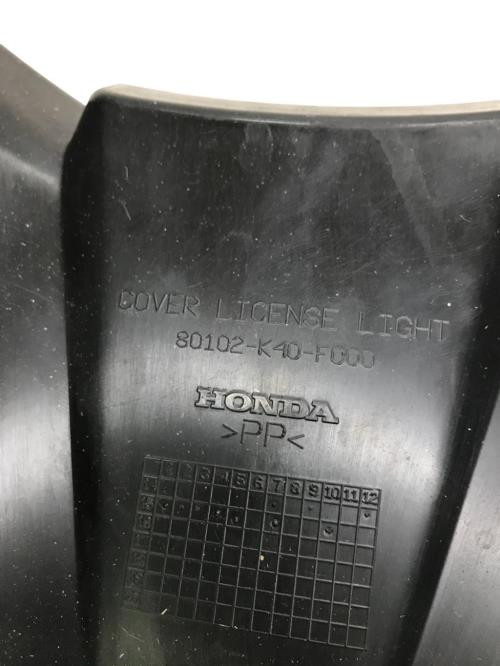 COVER LICENSE LIGHT
80102-K40-F000
HONDA
>PP<
1 2 3 4 5 6 7 8 9 10 11 12